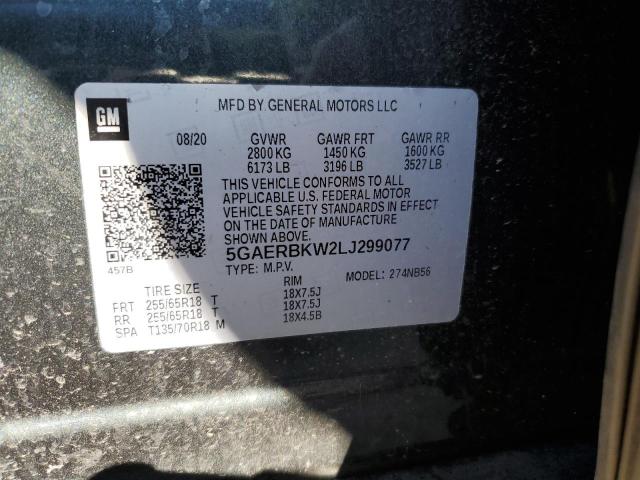 GM
MFD BY GENERAL MOTORS LLC
08/20 GVWR GAWR FRT GAWR RR
2800 KG 1450 KG 1600 KG
6173 LB 3196 LB 3527 LB
THIS VEHICLE CONFORMS TO ALL
APPLICABLE U.S. FEDERAL MOTOR
VEHICLE SAFETY STANDARDS IN EFFECT
ON THE DATE OF MANUFACTURE
SHOWN ABOVE.
457B
5GAERBKW2LJ299077
TYPE: M.P.V. MODEL: 274NB56
TIRE SIZE RIM
FRT 255/65R18 T 18X7.5J
RR 255/65R18 T 18X7.5J
SPA T135/70R18 M 18X4.5B